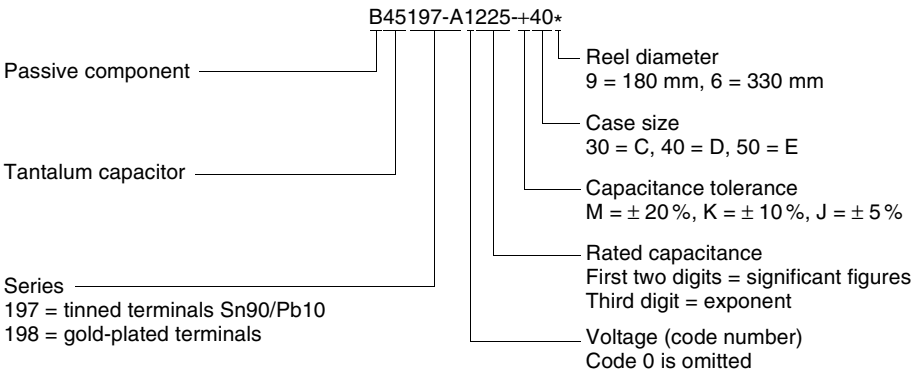 B45197-A1225-+40*
Passive component
Tantalum capacitor
Series
197 = tinned terminals Sn90/Pb10
198 = gold-plated terminals
Reel diameter
9 = 180 mm, 6 = 330 mm
Case size
30 = C, 40 = D, 50 = E
Capacitance tolerance
M = ± 20 %, K = ± 10 %, J = ± 5 %
Rated capacitance
First two digits = significant figures
Third digit = exponent
Voltage (code number)
Code 0 is omitted